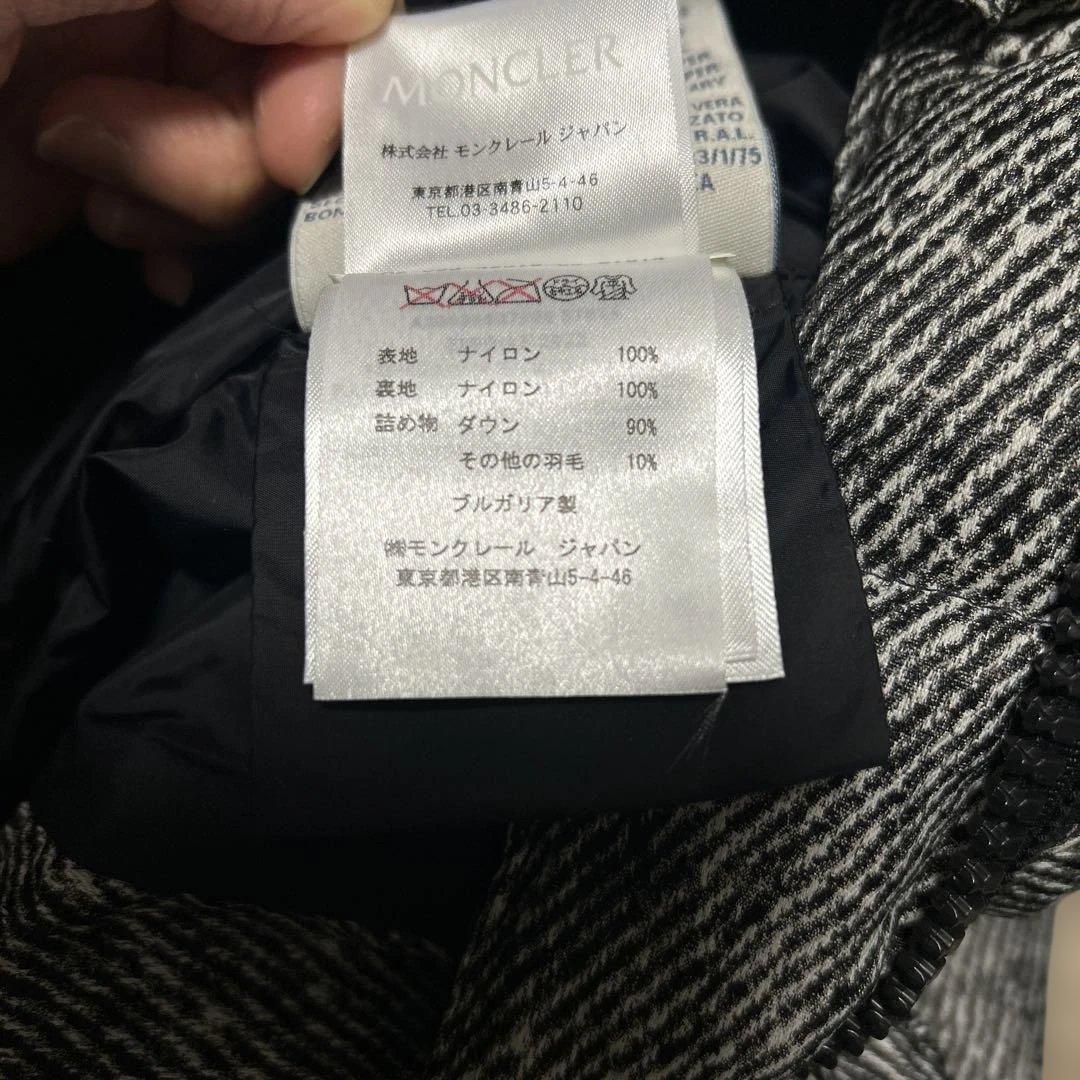 MONCLER
株式会社 モンクレール ジャパン
東京都港区南青山5-4-46
TEL.03-3486-2110
VERA
R.A.L.
3/1/75
表地 ナイロン 100%
裏地 ナイロン 100%
詰め物 ダウン 90%
その他の羽毛 10%
ブルガリア製
㈱モンクレール ジャパン
東京都港区南青山5-4-46